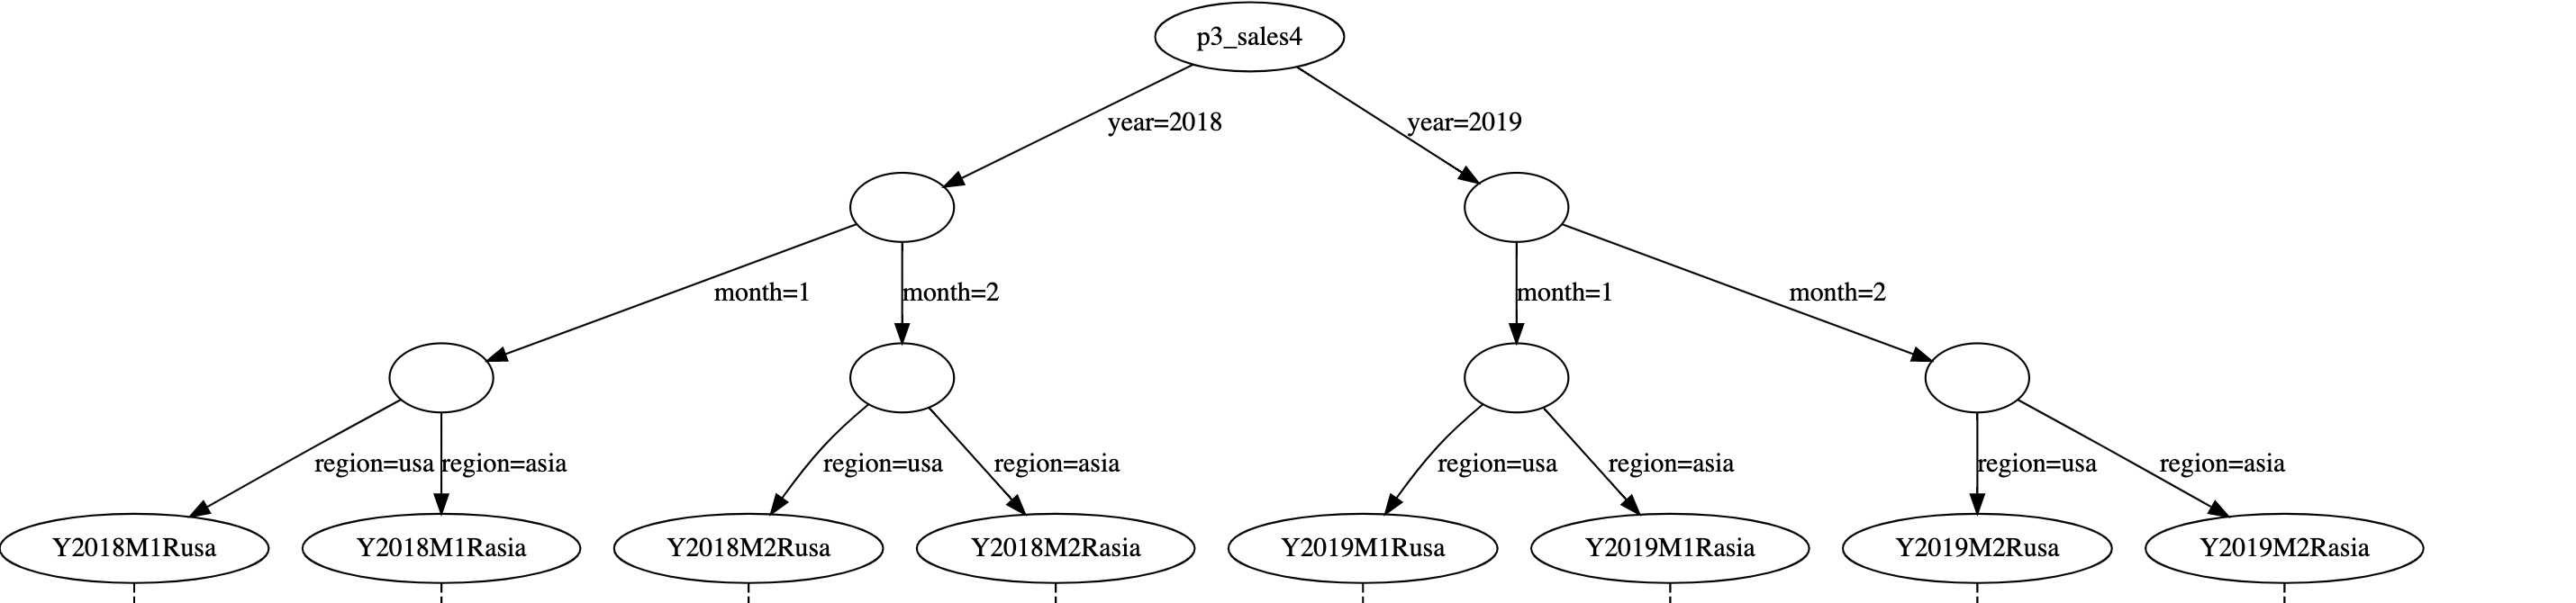 p3_sales4
year=2018
year=2019
month=1
month=2
month=1
month=2
region=usa
region=asia
region=usa
region=asia
region=usa
region=asia
region=usa
region=asia
Y2018M1Rusa
Y2018M1Rasia
Y2018M2Rusa
Y2018M2Rasia
Y2019M1Rusa
Y2019M1Rasia
Y2019M2Rusa
Y2019M2Rasia